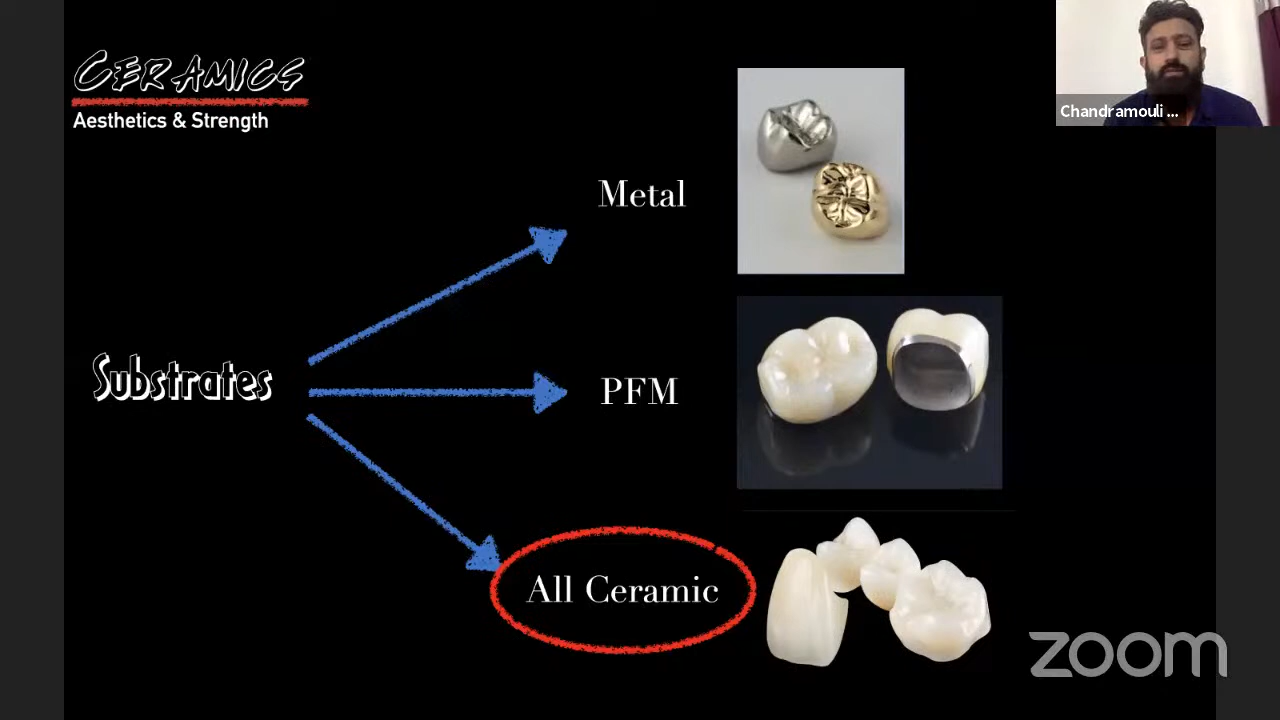 CERAMICS
Aesthetics & Strength
Chandramouli ...
Metal
Substrates
PFM
All Ceramic
zoom